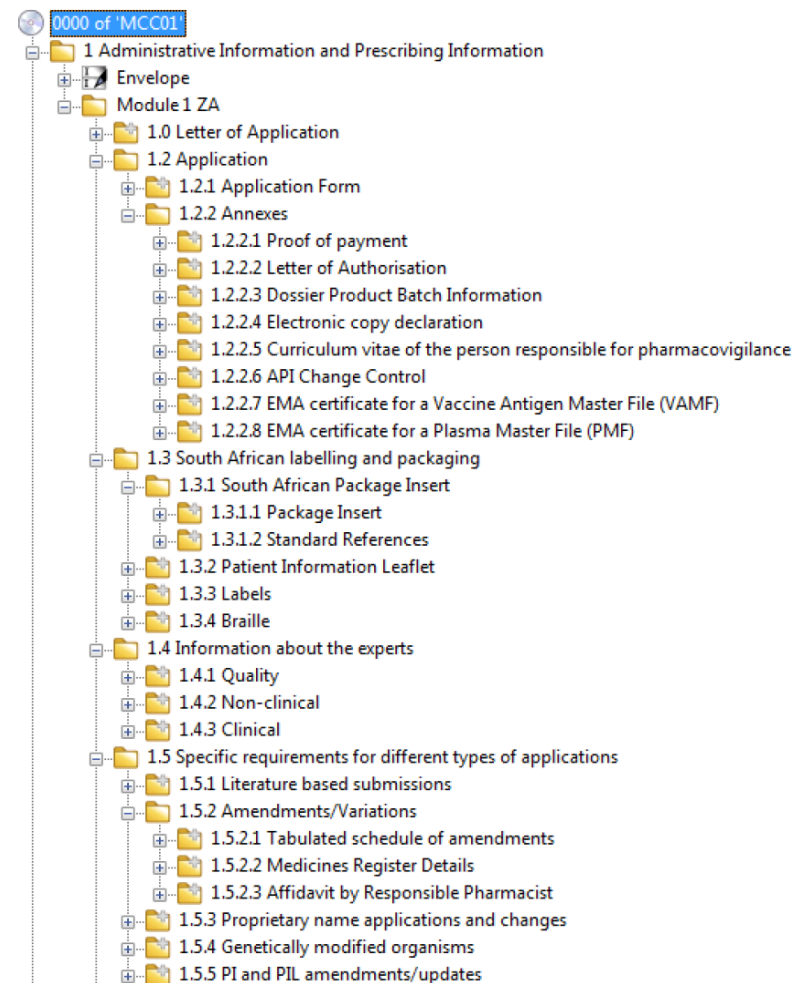 0000 of 'MCC01'
1 Administrative Information and Prescribing Information
Envelope
Module 1 ZA
1.0 Letter of Application
1.2 Application
1.2.1 Application Form
1.2.2 Annexes
1.2.2.1 Proof of payment
1.2.2.2 Letter of Authorisation
1.2.2.3 Dossier Product Batch Information
1.2.2.4 Electronic copy declaration
1.2.2.5 Curriculum vitae of the person responsible for pharmacovigilance
1.2.2.6 API Change Control
1.2.2.7 EMA certificate for a Vaccine Antigen Master File (VAMF)
1.2.2.8 EMA certificate for a Plasma Master File (PMF)
1.3 South African labelling and packaging
1.3.1 South African Package Insert
1.3.1.1 Package Insert
1.3.1.2 Standard References
1.3.2 Patient Information Leaflet
1.3.3 Labels
1.3.4 Braille
1.4 Information about the experts
1.4.1 Quality
1.4.2 Non-clinical
1.4.3 Clinical
1.5 Specific requirements for different types of applications
1.5.1 Literature based submissions
1.5.2 Amendments/Variations
1.5.2.1 Tabulated schedule of amendments
1.5.2.2 Medicines Register Details
1.5.2.3 Affidavit by Responsible Pharmacist
1.5.3 Proprietary name applications and changes
1.5.4 Genetically modified organisms
1.5.5 PI and PIL amendments/updates